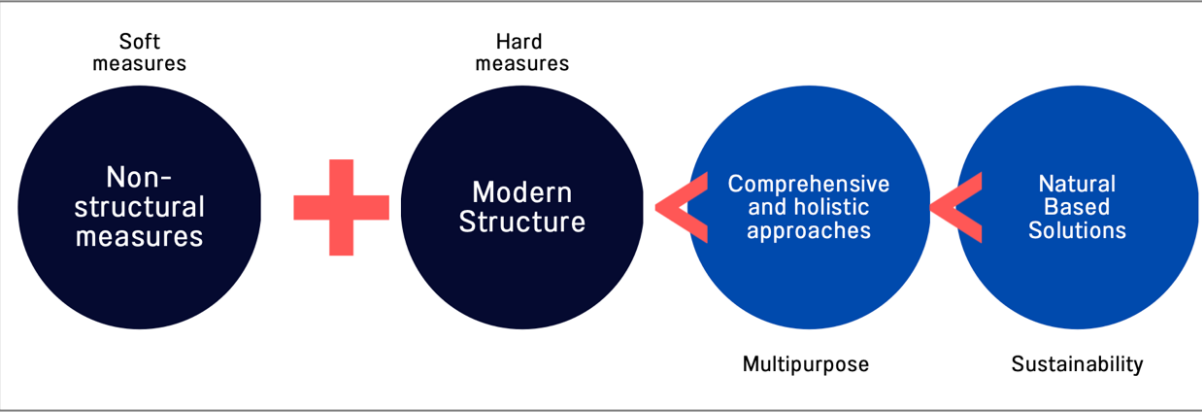 Soft
measures
Hard
measures
Non-
structural
measures
+
Modern
Structure
<
Comprehensive
and holistic
approaches
<
Natural
Based
Solutions
Multipurpose
Sustainability